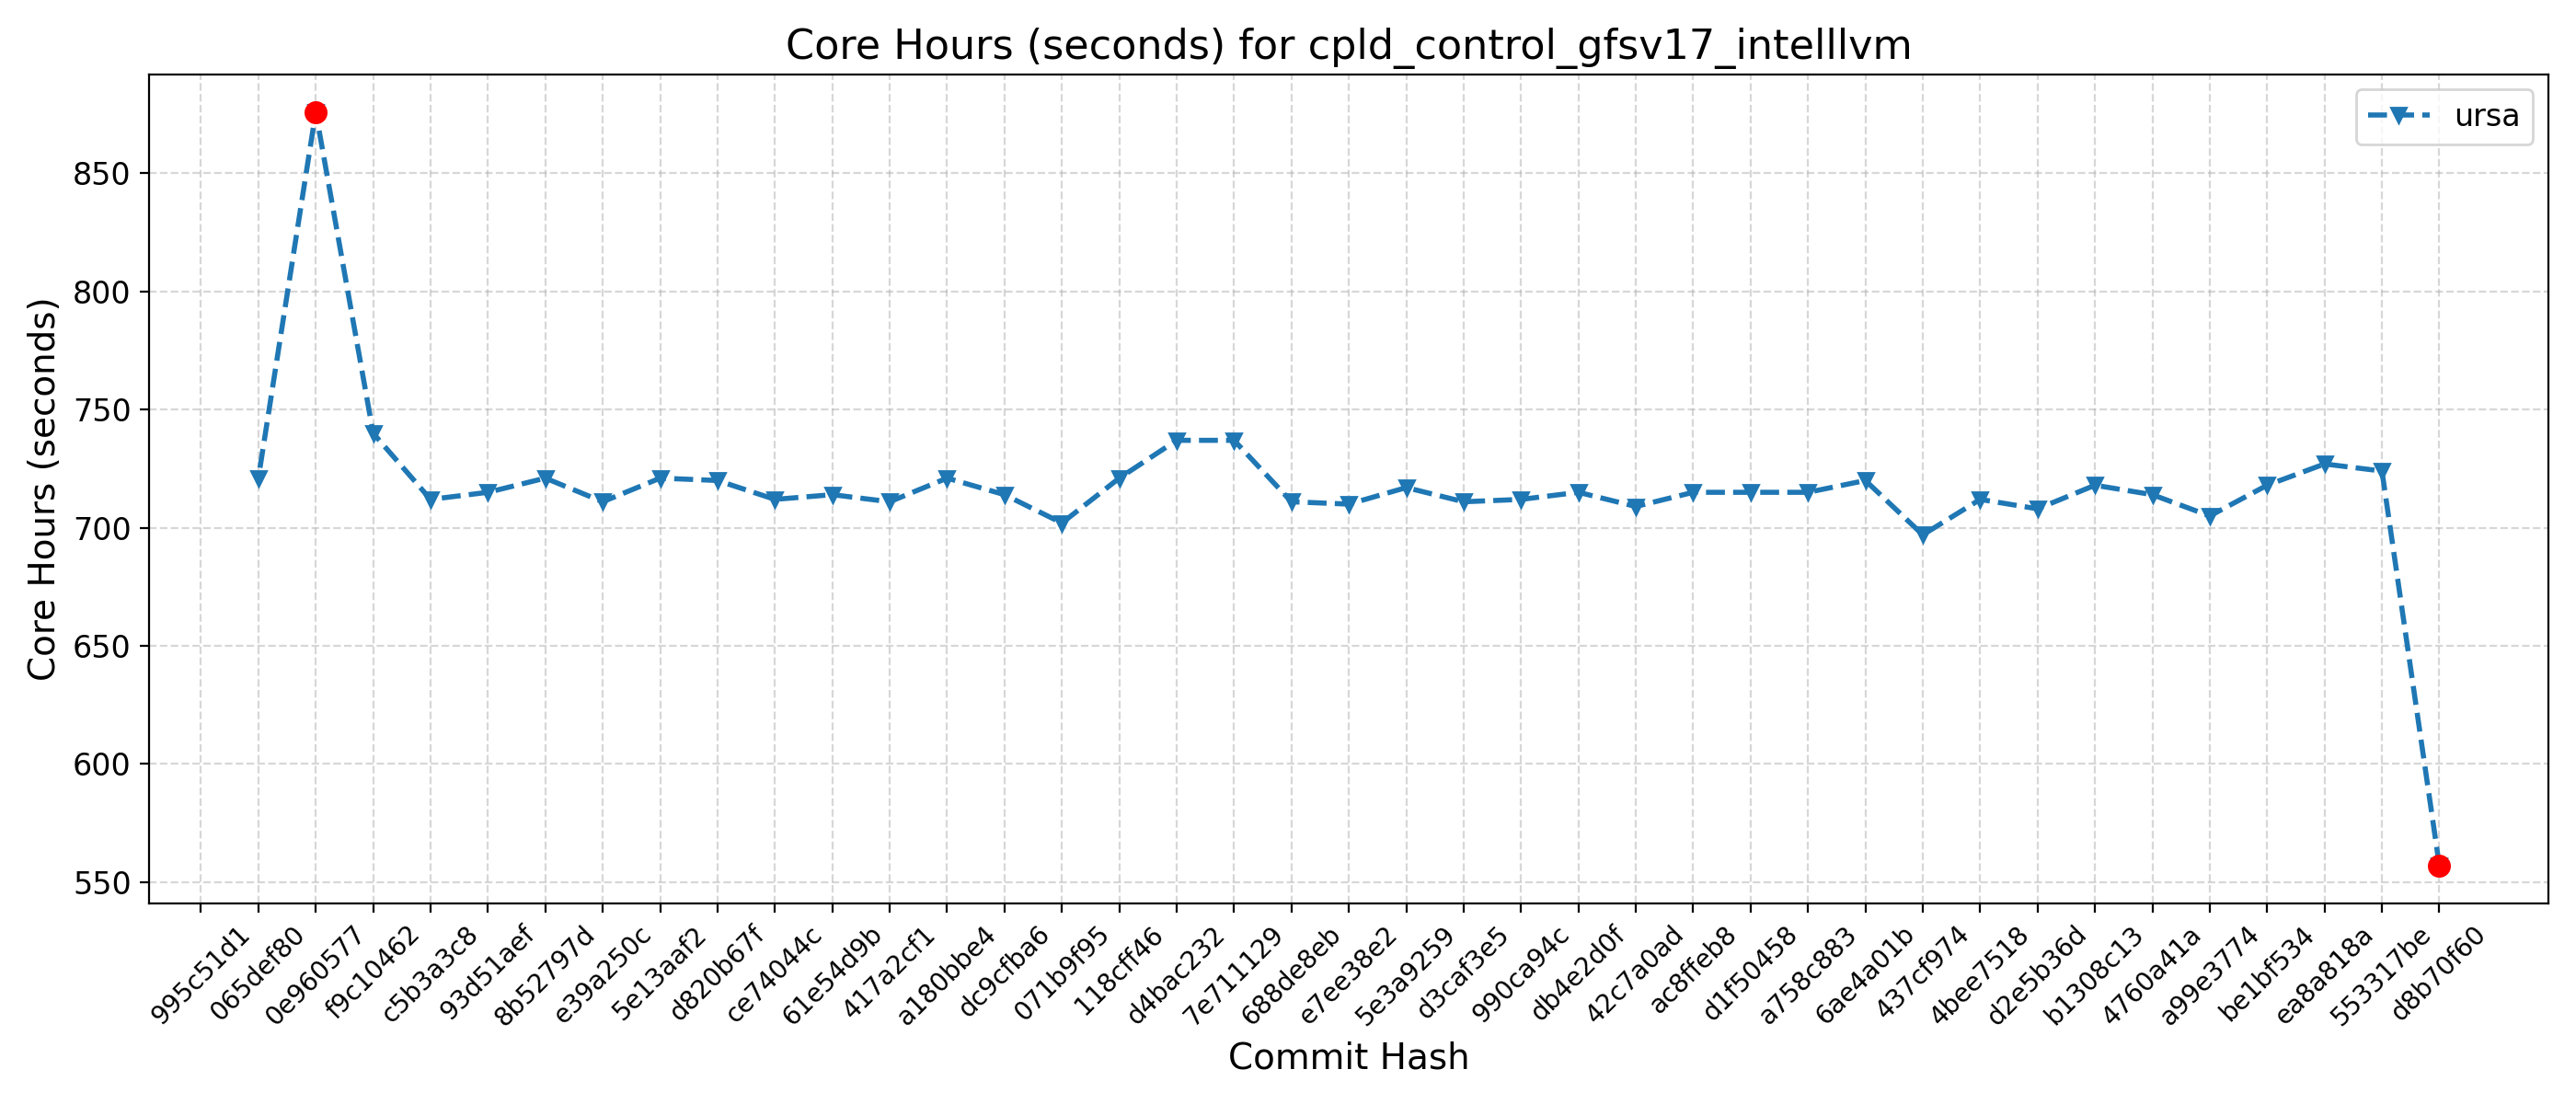 Core Hours (seconds) for cpld_control_gfsv17_intelllvm
ursa
Core Hours (seconds)
850
800
750
700
650
600
550
995c51d1
065def80
0e960577
f9c10462
c5b3a3c8
93d51aef
8b52797d
e39a250c
5e13aaf2
d820b67f
ce74044c
61e54d9b
417a2cf1
a180bbe4
dc9cfba6
071b9f95
118cff46
d4bac232
7e711129
688de8eb
e7ee38e2
5e3a9259
d3caf3e5
990ca94c
db4e2d0f
42c7a0ad
ac8ffeb8
d1f50458
a758c883
6ae4a01b
437cf974
4bee7518
d2e5b36d
b1308c13
4760a41a
a99e3774
be1bf534
ea8a818a
553317be
d8b70f60
Commit Hash